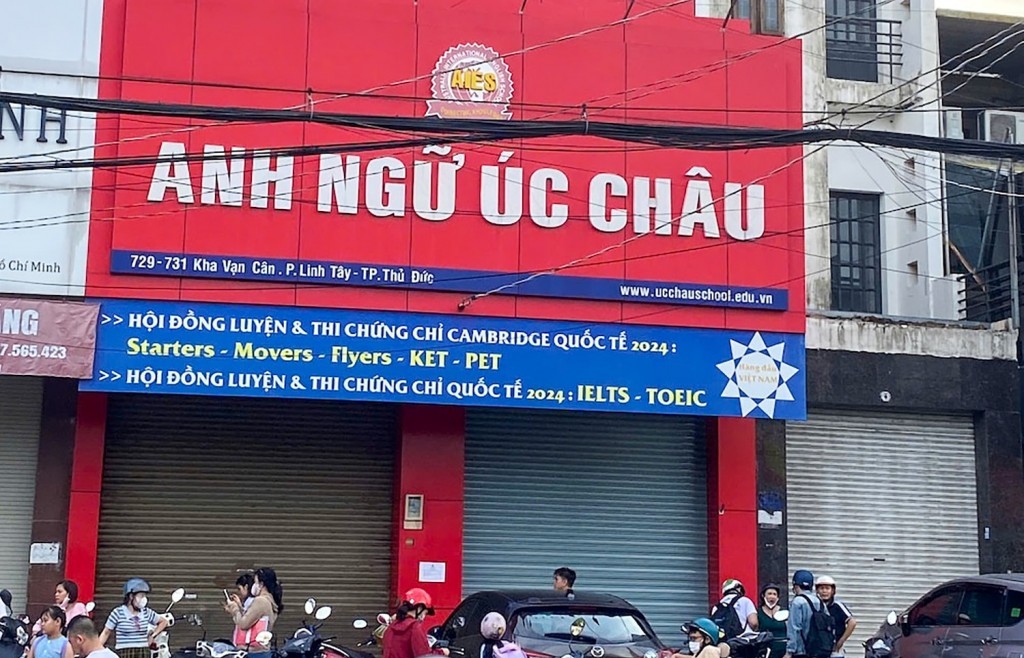 AIES
ANH NGỮ ÚC CHÂU
NH
ồ Chí Minh
729-731 Kha Vạn Cân . P.Linh Tây - TP.Thủ Đức
www.ucchauschool.edu.vn
NG
7.565.423
>> HỘI ĐỒNG LUYỆN & THI CHỨNG CHỈ CAMBRIDGE QUỐC TẾ 2024 :
Starters - Movers - Flyers - KET - PET
>> HỘI ĐỒNG LUYỆN & THI CHỨNG CHỈ QUỐC TẾ 2024 : IELTS - TOEIC
Hàng đầu
VIỆT NAM